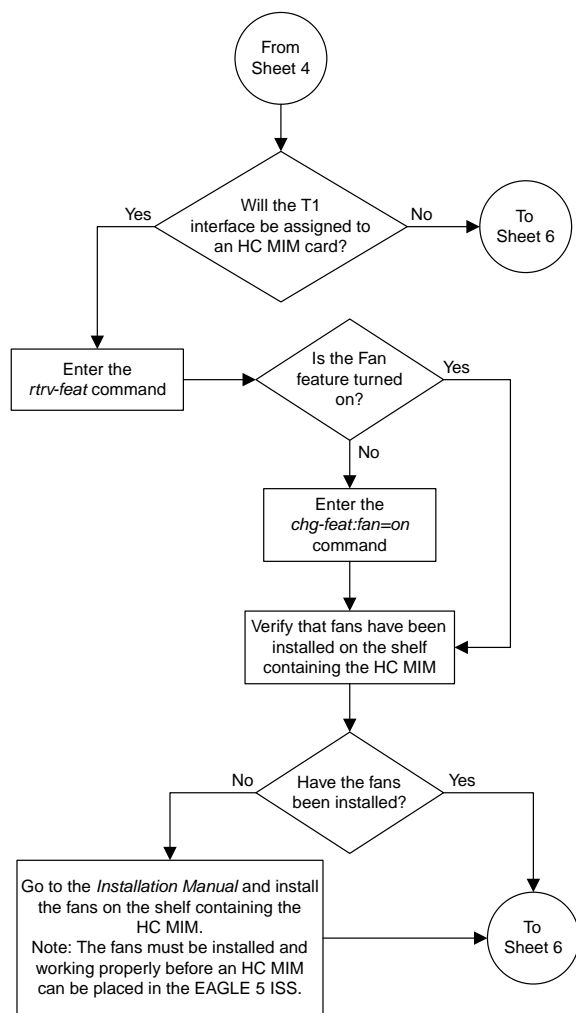 From
Sheet 4
Will the T1
interface be assigned to
an HC MIM card?
Yes
No
To
Sheet 6
Enter the
rtrv-feat command
Is the Fan
feature turned
on?
Yes
No
Enter the
chg-feat:fan=on
command
Verify that fans have been
installed on the shelf
containing the HC MIM
Have the fans
been installed?
No
Yes
Go to the Installation Manual and install
the fans on the shelf containing the
HC MIM.
Note: The fans must be installed and
working properly before an HC MIM
can be placed in the EAGLE 5 ISS.
To
Sheet 6